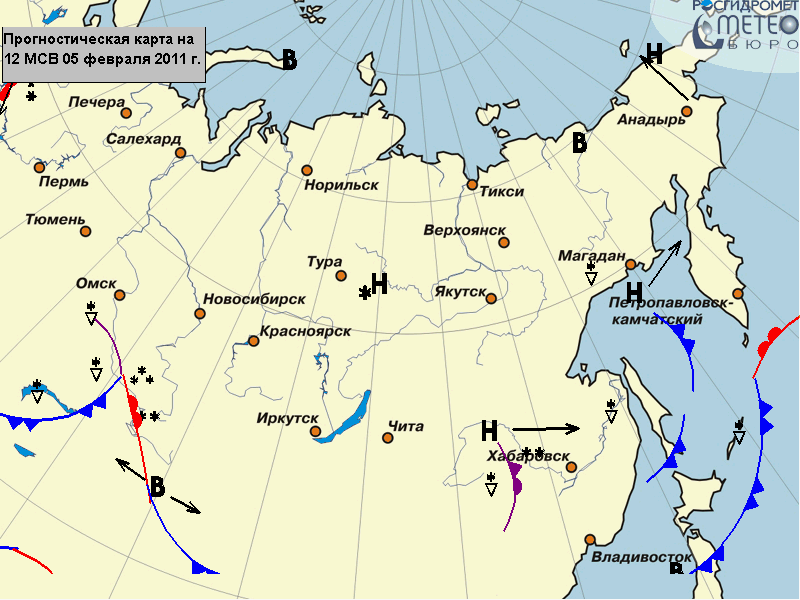 РОСГИДРОМЕТ
МЕТЕО
БЮРО
Прогностическая карта на
12 МСВ 05 февраля 2011 г.
В
Н
Печера
Анадырь
Салехард
В
Пермь
Норильск
Тикси
Тюмень
Верхоянск
Магадан
Тура
Омск
Н
Якутск
Н
Новосибирск
Петропавловск-
камчатский
Красноярск
Иркутск
Чита
Н
Хабаровск
В
Владивосток
В